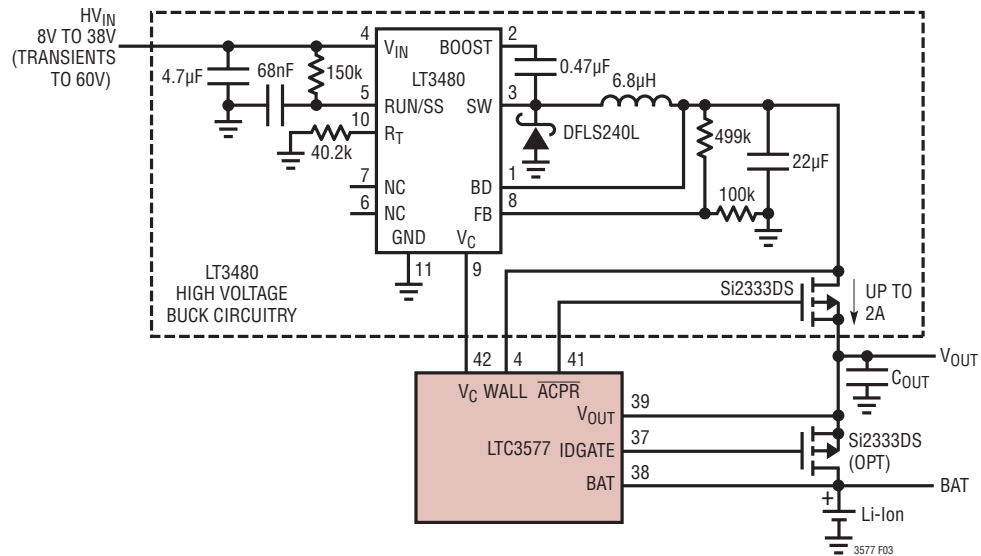 HVIN
8V TO 38V
(TRANSIENTS
TO 60V)
4.7µF
68nF
150k
40.2k
4
5
10
7
6
VIN
RUN/SS
RT
NC
NC
GND
VC
LT3480
BOOST
SW
BD
FB
2
3
1
8
11
9
0.47µF
6.8µH
DFLS240L
499k
100k
22µF
LT3480
HIGH VOLTAGE
BUCK CIRCUITRY
Si2333DS
UP TO
2A
42
4
41
VC WALL ACPR
LTC3577
VOUT
IDGATE
BAT
39
37
38
VOUT
COUT
Si2333DS
(OPT)
BAT
+
Li-Ion
3577 F03